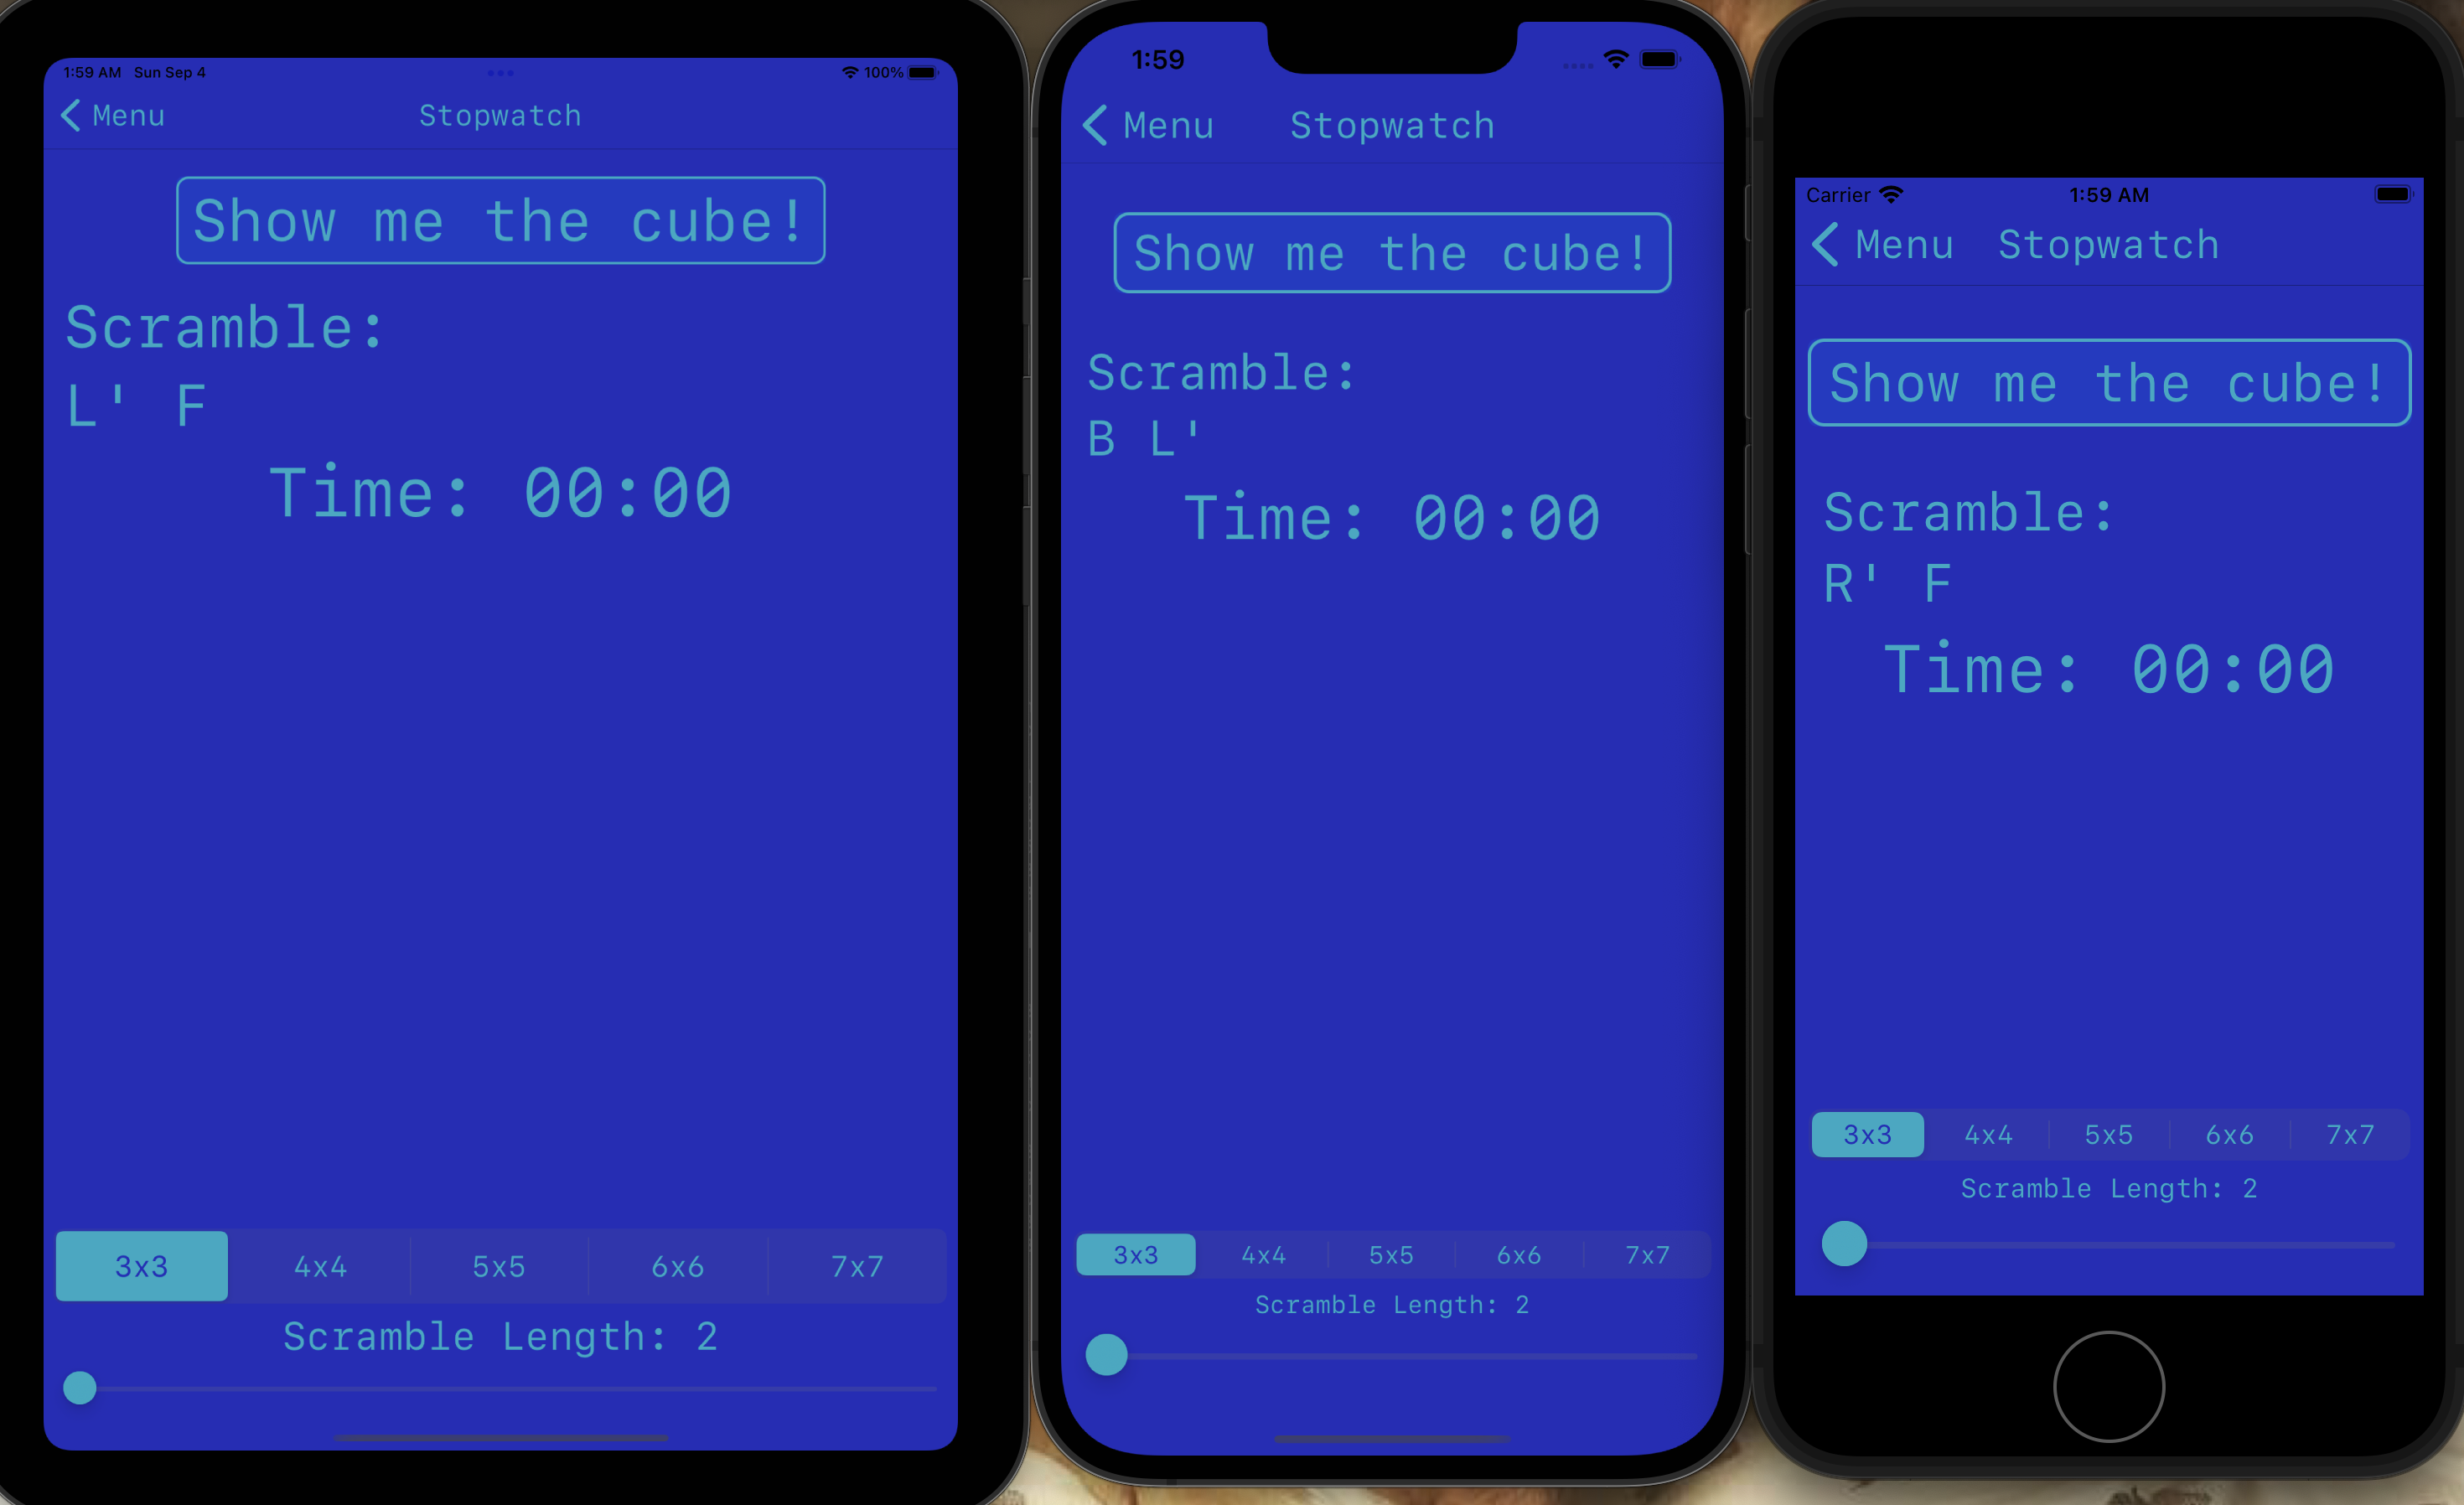 1:59 AM Sun Sep 4 100%
Menu Stopwatch
Show me the cube!
Scramble:
L' F
Time: 00:00
3x3 4x4 5x5 6x6 7x7
Scramble Length: 2
1:59
Menu Stopwatch
Show me the cube!
Scramble:
B L'
Time: 00:00
3x3 4x4 5x5 6x6 7x7
Scramble Length: 2
Carrier 1:59 AM
Menu Stopwatch
Show me the cube!
Scramble:
R' F
Time: 00:00
3x3 4x4 5x5 6x6 7x7
Scramble Length: 2